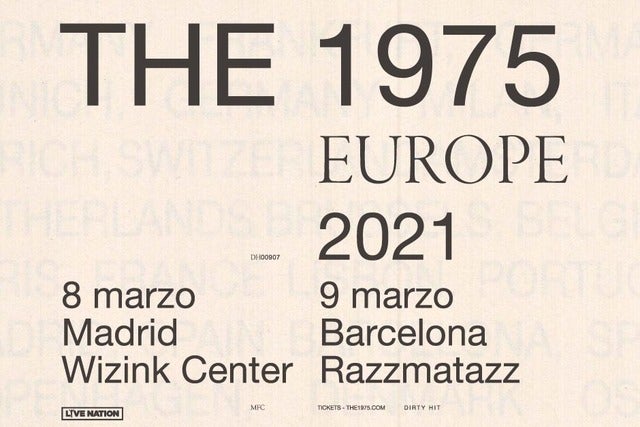 THE 1975
EUROPE
2021
DH00907
8 marzo
Madrid
Wizink Center
9 marzo
Barcelona
Razzmatazz
LIVE NATION
MFC
TICKETS - THE1975.COM
DIRTY HIT